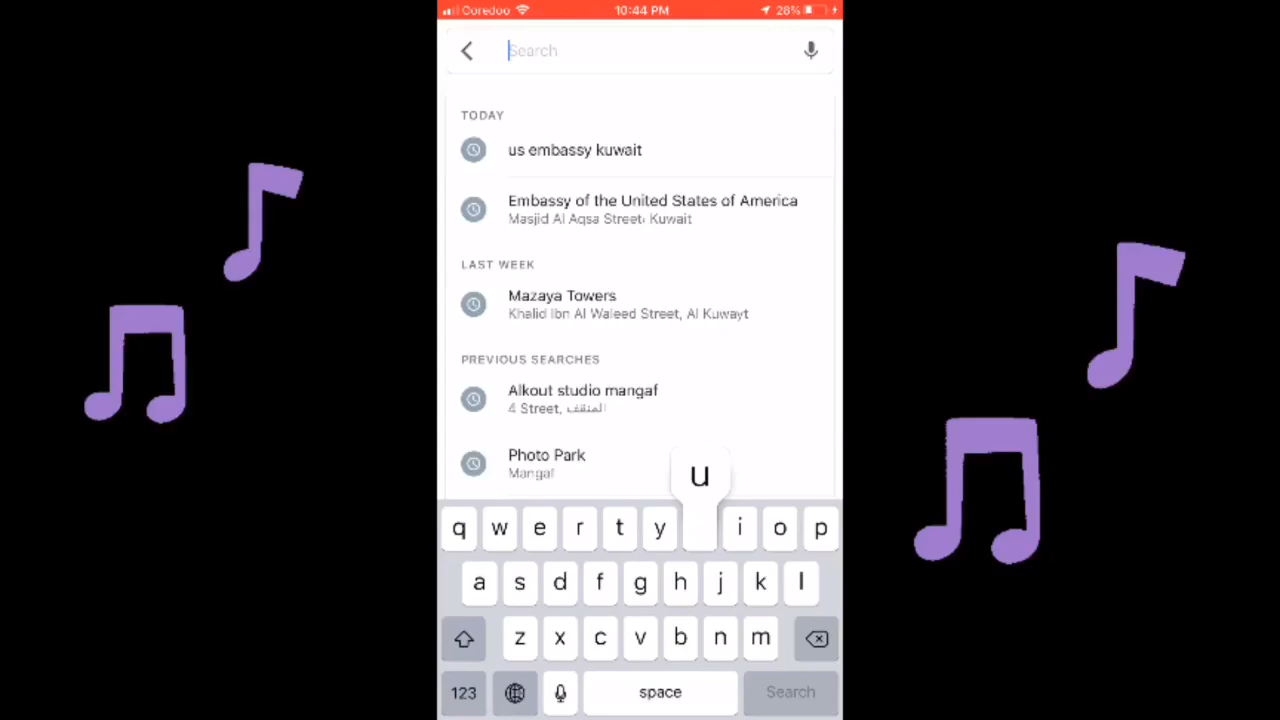 Ooredoo
10:44 PM
28%
Search
TODAY
us embassy kuwait
Embassy of the United States of America
Masjid Al Aqsa Street، Kuwait
LAST WEEK
Mazaya Towers
Khalid Ibn Al Waleed Street, Al Kuwayt
PREVIOUS SEARCHES
Alkout studio mangaf
4 Street, المنقف
Photo Park
Mangaf
u
q w e r t y i o p
a s d f g h j k l
z x c v b n m
123
space
Search